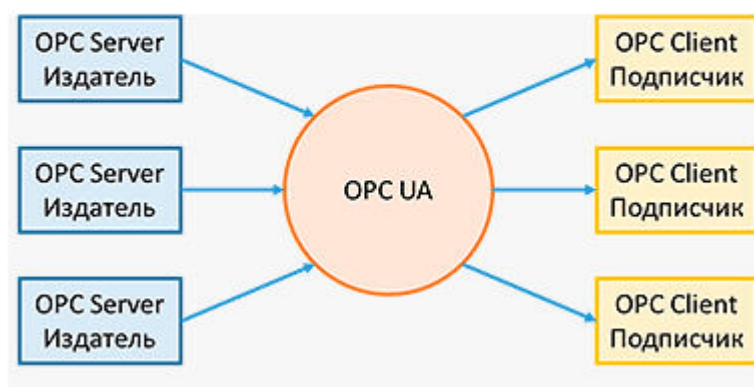 OPC Server
Издатель
OPC Client
Подписчик
OPC Server
Издатель
OPC UA
OPC Client
Подписчик
OPC Server
Издатель
OPC Client
Подписчик